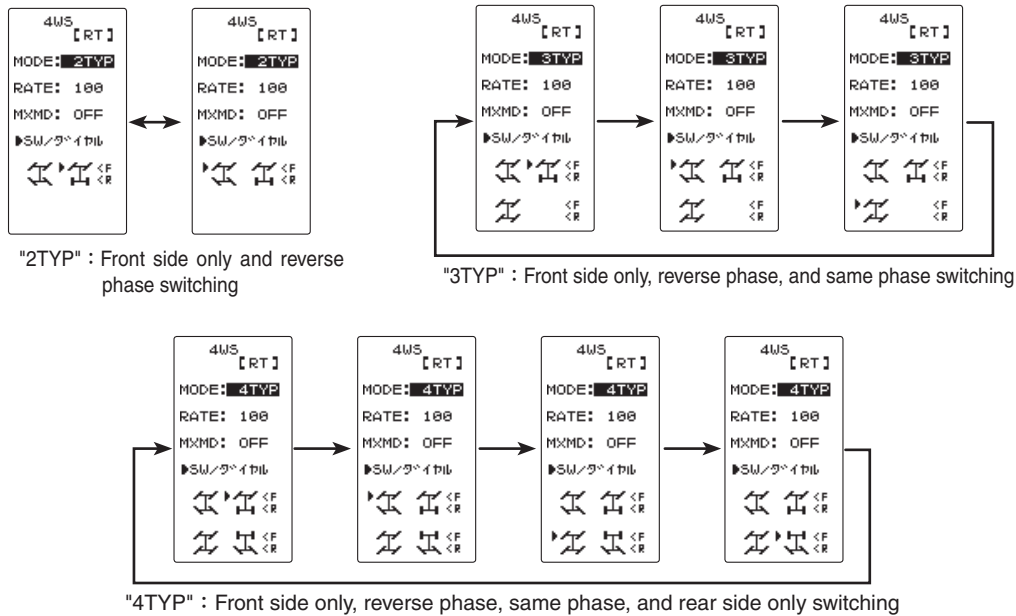 4WS
[RT]
MODE: 2TYP
RATE: 100
MXMD: OFF
▶SW/ダイヤル
<F
<R
4WS
[RT]
MODE: 2TYP
RATE: 100
MXMD: OFF
▶SW/ダイヤル
<F
<R
"2TYP" : Front side only and reverse
phase switching
4WS
[RT]
MODE: 3TYP
RATE: 100
MXMD: OFF
▶SW/ダイヤル
<F
<R
<F
<R
4WS
[RT]
MODE: 3TYP
RATE: 100
MXMD: OFF
▶SW/ダイヤル
<F
<R
<F
<R
4WS
[RT]
MODE: 3TYP
RATE: 100
MXMD: OFF
▶SW/ダイヤル
<F
<R
<F
<R
"3TYP" : Front side only, reverse phase, and same phase switching
4WS
[RT]
MODE: 4TYP
RATE: 100
MXMD: OFF
▶SW/ダイヤル
<F
<R
<F
<R
4WS
[RT]
MODE: 4TYP
RATE: 100
MXMD: OFF
▶SW/ダイヤル
<F
<R
<F
<R
4WS
[RT]
MODE: 4TYP
RATE: 100
MXMD: OFF
▶SW/ダイヤル
<F
<R
<F
<R
4WS
[RT]
MODE: 4TYP
RATE: 100
MXMD: OFF
▶SW/ダイヤル
<F
<R
<F
<R
"4TYP" : Front side only, reverse phase, same phase, and rear side only switching